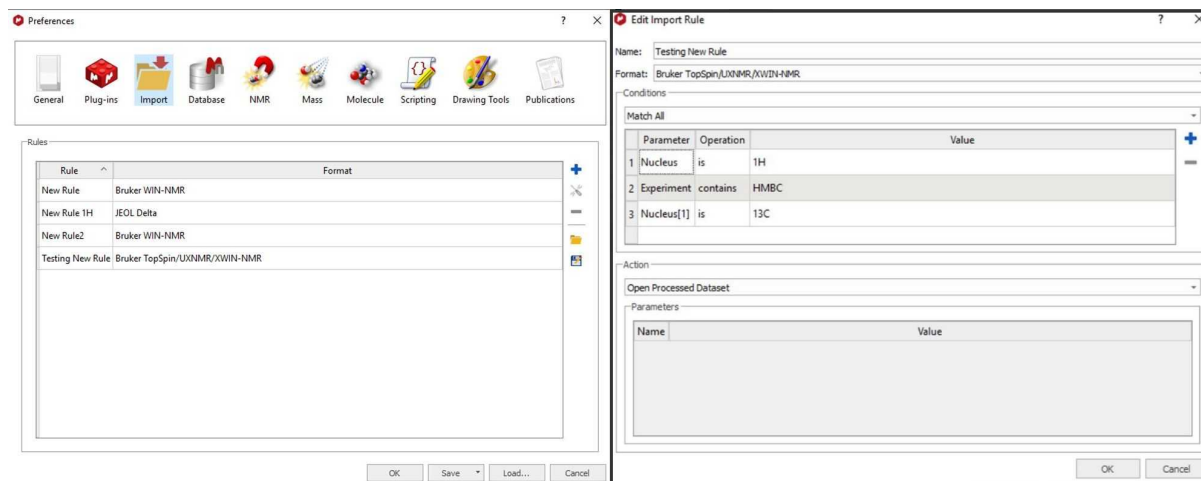 Preferences
?
General Plug-ins Import Database NMR Mass Molecule Scripting Drawing Tools Publications
Rules
Rule Format
New Rule Bruker WIN-NMR
New Rule 1H JEOL Delta
New Rule2 Bruker WIN-NMR
Testing New Rule Bruker TopSpin/UXNMR/XWIN-NMR
OK Save Load... Cancel
Edit Import Rule
?
Name: Testing New Rule
Format: Bruker TopSpin/UXNMR/XWIN-NMR
Conditions
Match All
Parameter Operation Value
1 Nucleus is 1H
2 Experiment contains HMBC
3 Nucleus[1] is 13C
Action
Open Processed Dataset
Parameters
Name Value
OK Cancel